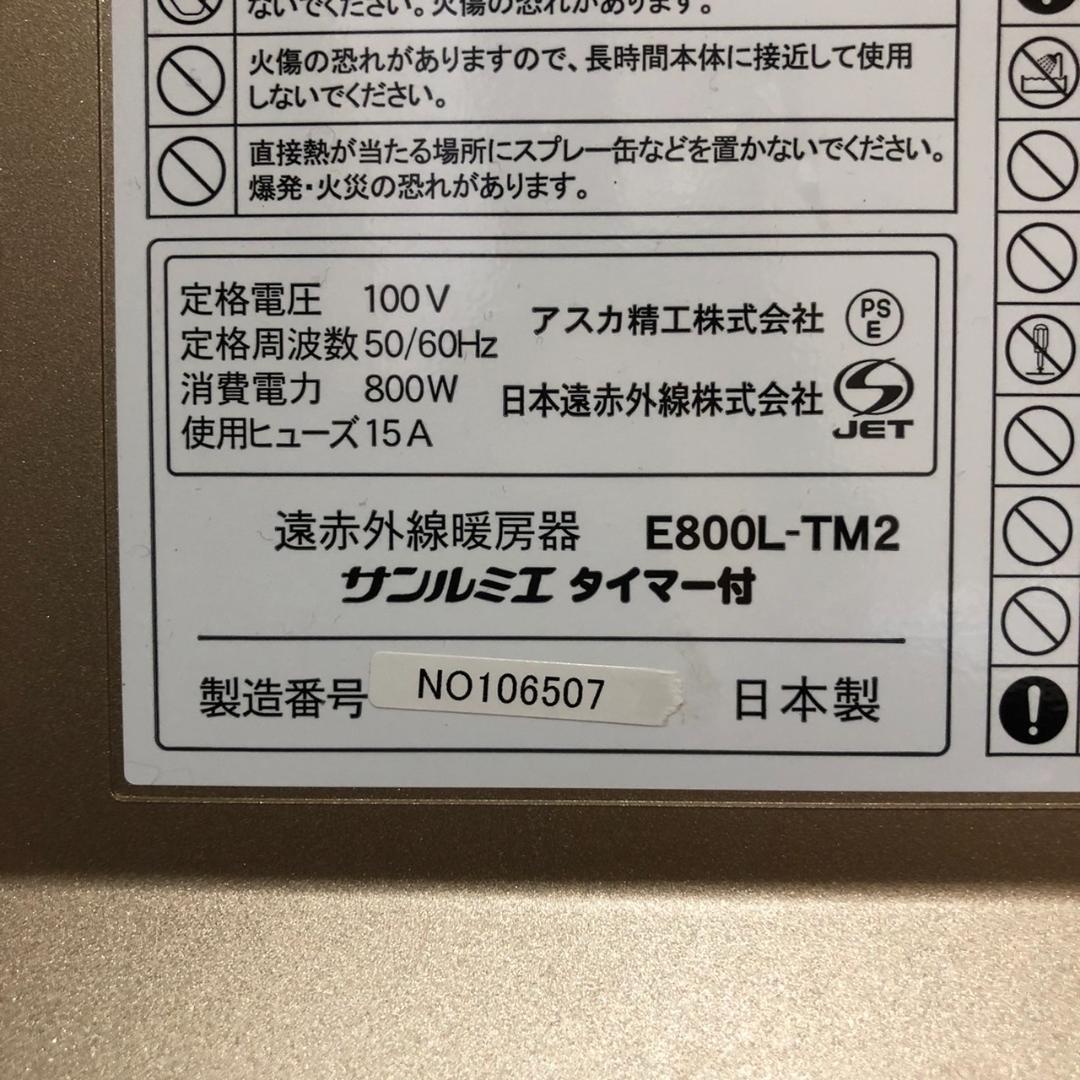 ないでください。火傷の恐れがあります。
火傷の恐れがありますので、長時間本体に接近して使用
しないでください。
直接熱が当たる場所にスプレー缶などを置かないでください。
爆発・火災の恐れがあります。
定格電圧 100V
定格周波数 50/60Hz
消費電力 800W
使用ヒューズ 15A
アスカ精工株式会社
PS
E
日本遠赤外線株式会社
JET
遠赤外線暖房器 E800L-TM2
サンルミエ タイマー付
製造番号 NO106507 日本製